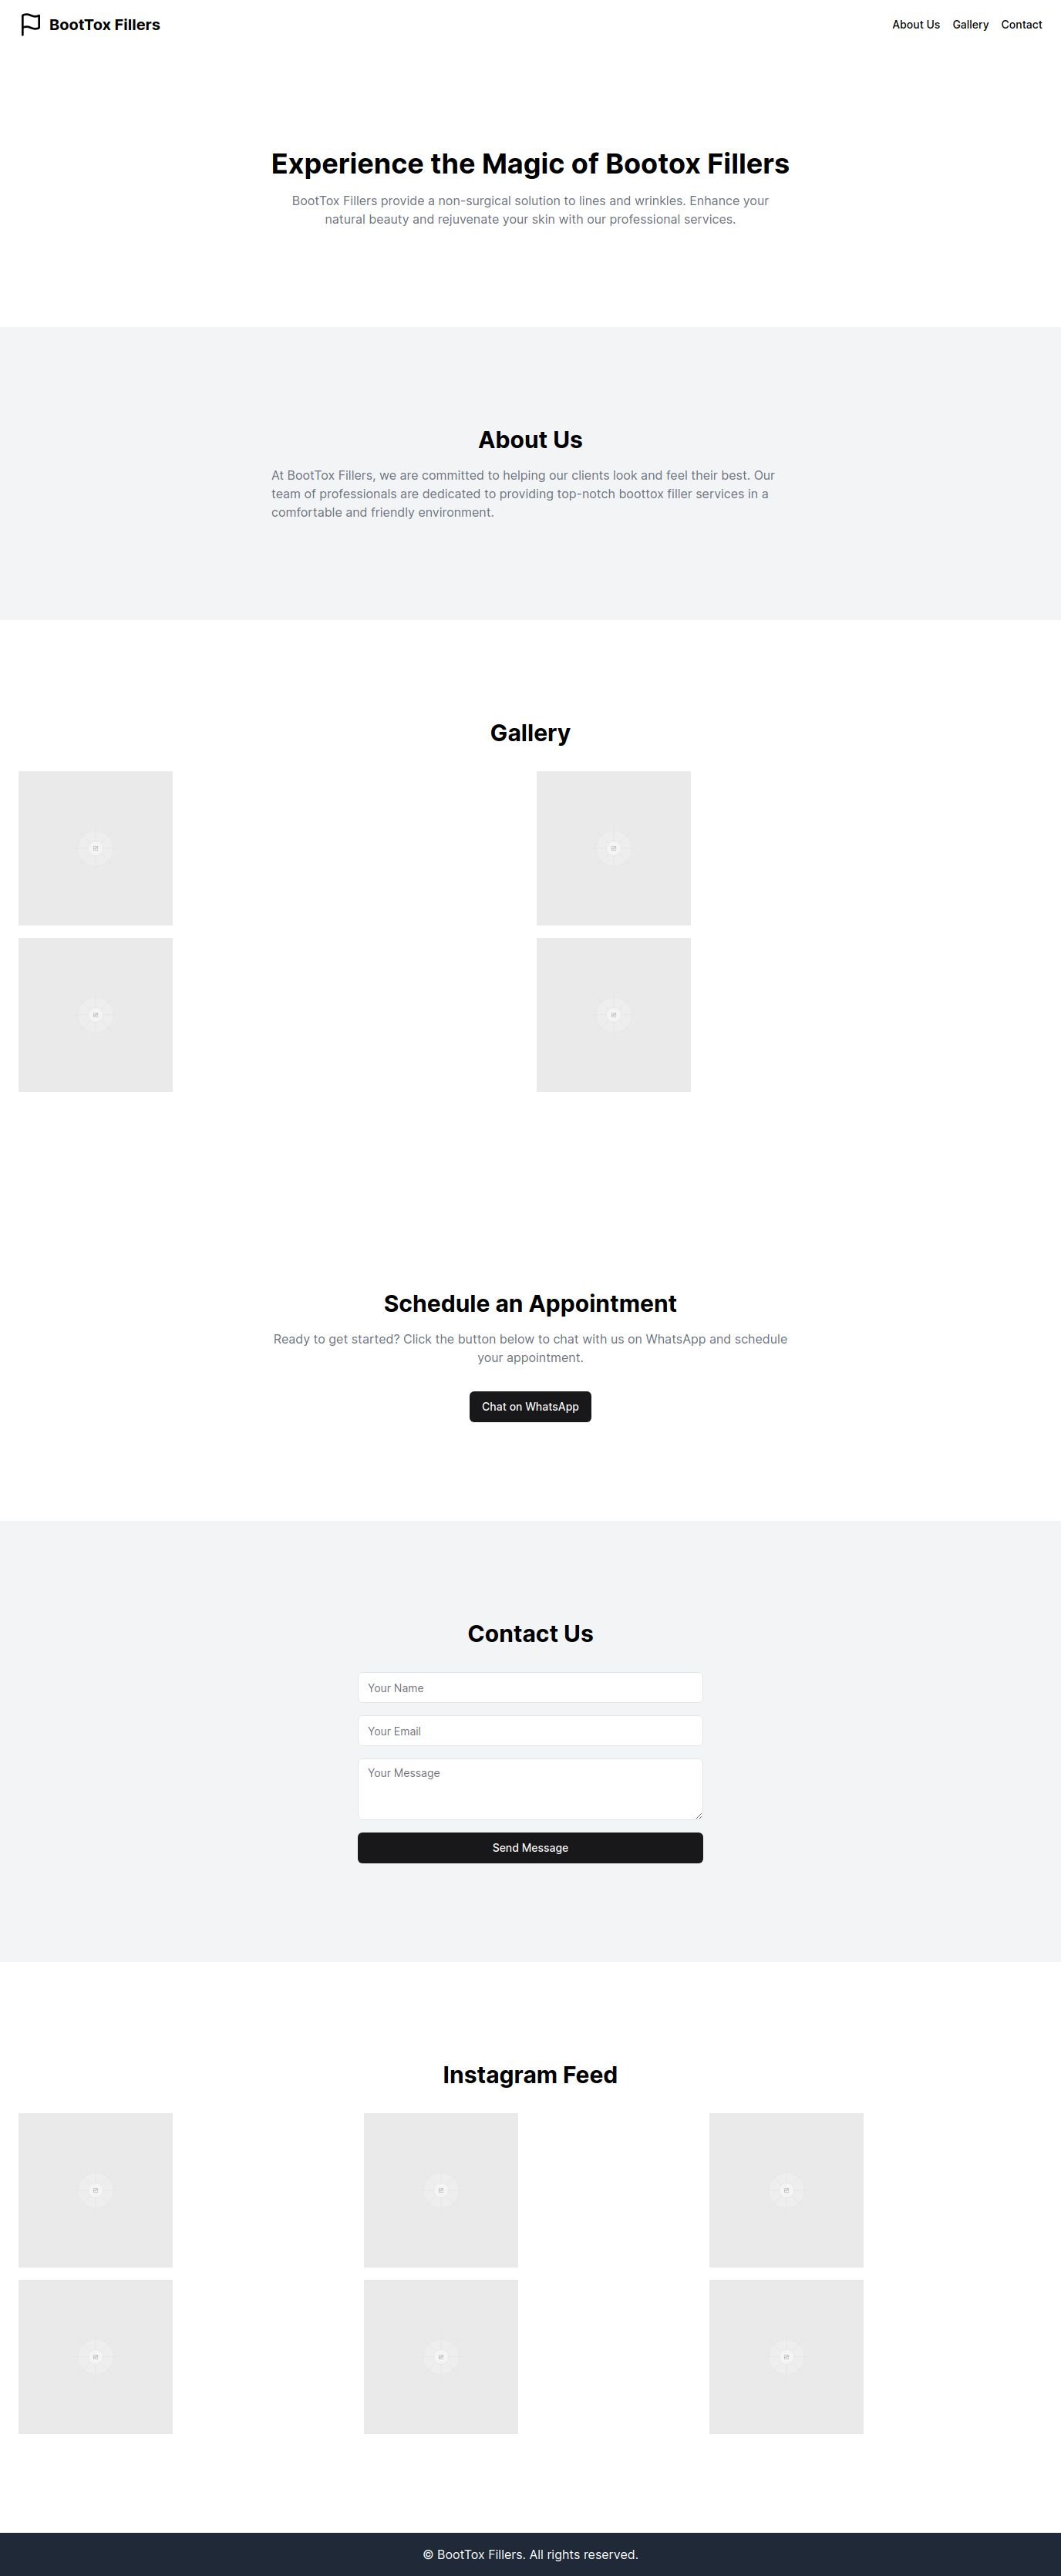 BootTox Fillers
About Us
Gallery
Contact
Experience the Magic of Bootox Fillers
BootTox Fillers provide a non-surgical solution to lines and wrinkles. Enhance your
natural beauty and rejuvenate your skin with our professional services.
About Us
At BootTox Fillers, we are committed to helping our clients look and feel their best. Our
team of professionals are dedicated to providing top-notch boottox filler services in a
comfortable and friendly environment.
Gallery
Schedule an Appointment
Ready to get started? Click the button below to chat with us on WhatsApp and schedule
your appointment.
Chat on WhatsApp
Contact Us
Your Name
Your Email
Your Message
Send Message
Instagram Feed
© BootTox Fillers. All rights reserved.